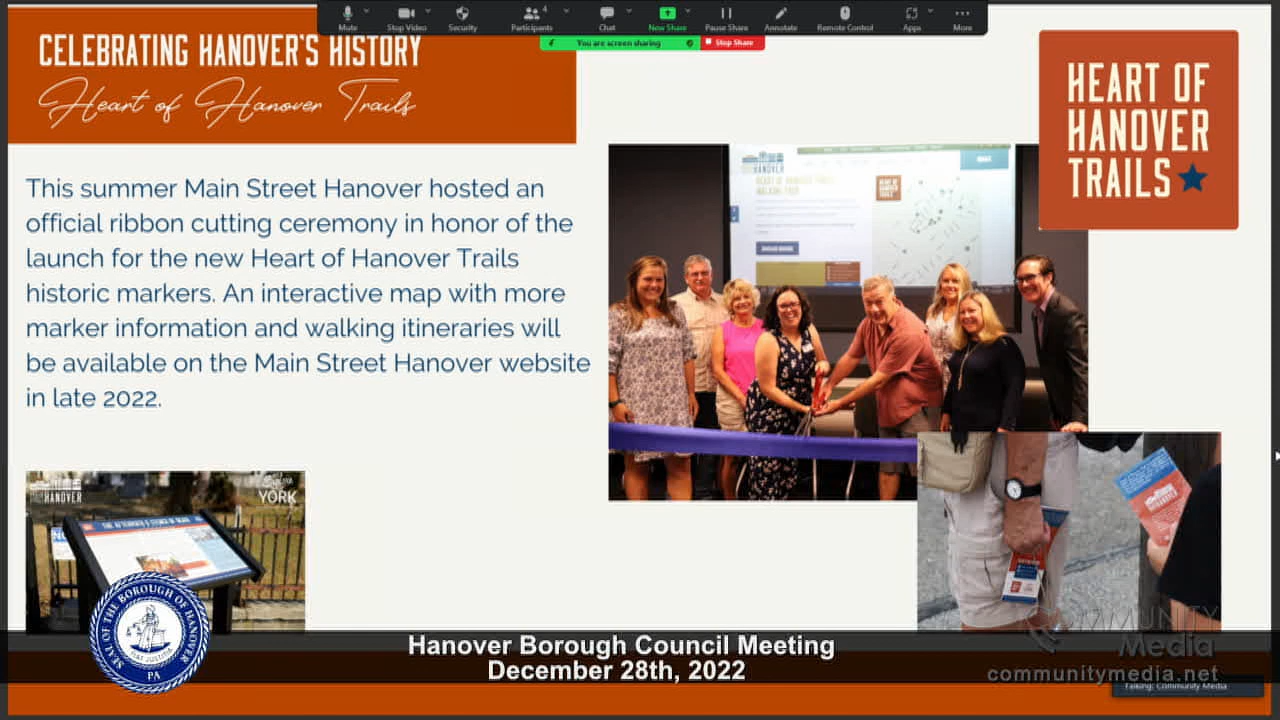 Mute
Stop Video
Security
Participants
4
Chat
New Share
Pause Share
Annotate
Remote Control
Apps
More
You are screen sharing
Stop Share
CELEBRATING HANOVER'S HISTORY
Heart of Hanover Trails
HEART OF
HANOVER
TRAILS
This summer Main Street Hanover hosted an
official ribbon cutting ceremony in honor of the
launch for the new Heart of Hanover Trails
historic markers. An interactive map with more
marker information and walking itineraries will
be available on the Main Street Hanover website
in late 2022.
HANOVER
HANOVER
Explore
YORK
SEAL OF THE BOROUGH OF HANOVER
PA
Hanover Borough Council Meeting
December 28th, 2022
COMMUNITY
Media
communitymedia.net
Talking: Community Media